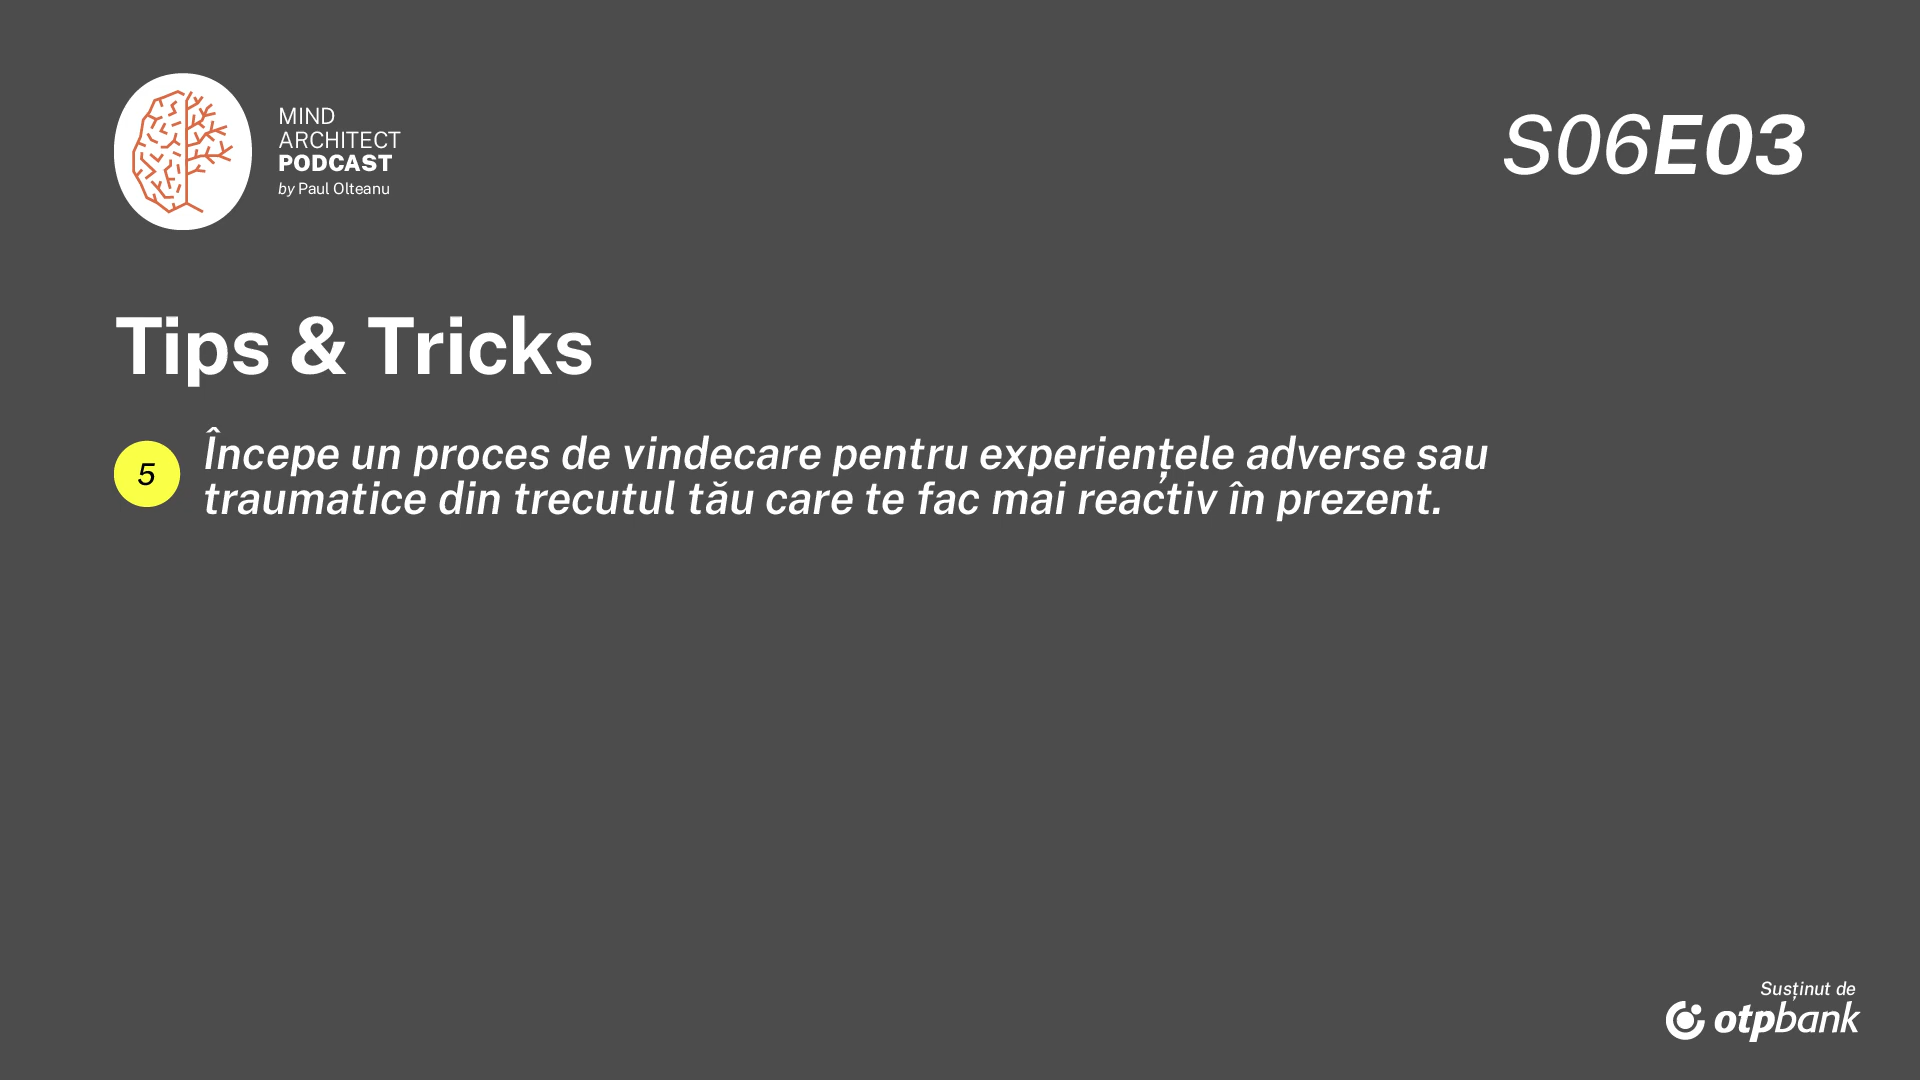 MIND
ARCHITECT
PODCAST
by Paul Olteanu
S06E03
Tips & Tricks
5
Începe un proces de vindecare pentru experiențele adverse sau
traumatice din trecutul tău care te fac mai reactiv în prezent.
Susținut de
otpbank